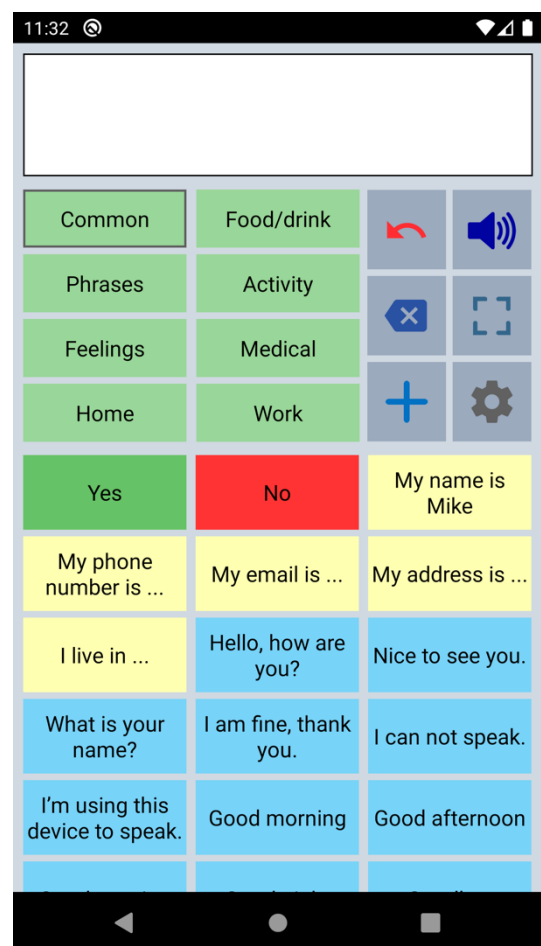 11:32
Common
Food/drink
Phrases
Activity
Feelings
Medical
Home
Work
Yes
No
My name is
Mike
My phone
number is ...
My email is ...
My address is ...
I live in ...
Hello, how are
you?
Nice to see you.
What is your
name?
I am fine, thank
you.
I can not speak.
I'm using this
device to speak.
Good morning
Good afternoon